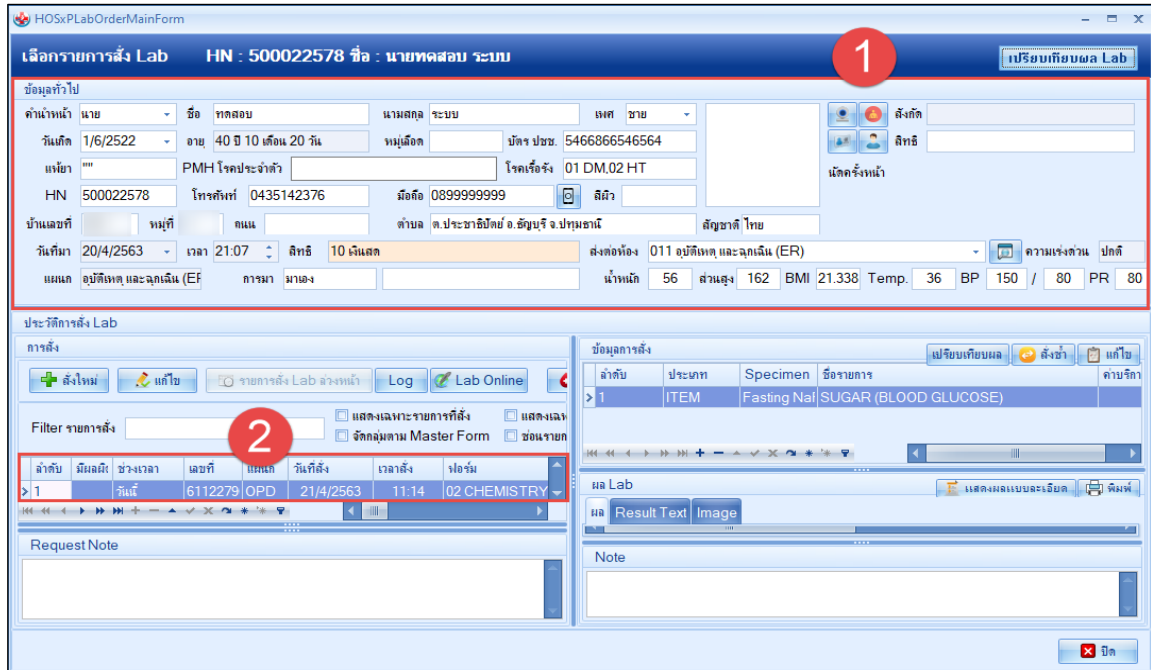 HOSxPLabOrderMainForm
เลือกรายการสั่ง Lab HN : 500022578 ชื่อ : นายทดสอบ ระบบ เปรียบเทียบผล Lab
1
ข้อมูลทั่วไป
คำนำหน้า นาย ชื่อ ทดสอบ นามสกุล ระบบ เพศ ชาย สังกัด
วันเกิด 1/6/2522 อายุ 40 ปี 10 เดือน 20 วัน หมู่เลือด บัตร ปชช. 5466866546564 สิทธิ
แพ้ยา "" PMH โรคประจำตัว โรคเรื้อรัง 01 DM,02 HT นัดครั้งหน้า
HN 500022578 โทรศัพท์ 0435142376 มือถือ 0899999999 สีผิว
บ้านเลขที่ หมู่ที่ ถนน ตำบล ต.ประชาธิปัตย์ อ.ธัญบุรี จ.ปทุมธานี สัญชาติ ไทย
วันที่มา 20/4/2563 เวลา 21:07 สิทธิ 10 เงินสด ส่งต่อห้อง 011 อุบัติเหตุ และฉุกเฉิน (ER) ความเร่งด่วน ปกติ
แผนก อุบัติเหตุ และฉุกเฉิน (EF การมา มาเอง น้ำหนัก 56 ส่วนสูง 162 BMI 21.338 Temp. 36 BP 150 / 80 PR 80
ประวัติการสั่ง Lab
การสั่ง
สั่งใหม่ แก้ไข รายการสั่ง Lab ล่วงหน้า Log Lab Online
Filter รายการสั่ง แสดงเฉพาะรายการที่สั่ง แสดงเฉพ
จัดกลุ่มตาม Master Form ซ่อนรายก
2
ลำดับ มีผลผิด ช่วงเวลา เลขที่ แผนก วันที่สั่ง เวลาสั่ง ฟอร์ม
1 วันนี้ 6112279 OPD 21/4/2563 11:14 02 CHEMISTRY
Request Note
ข้อมูลการสั่ง เปรียบเทียบผล สั่งซ้ำ แก้ไข
ลำดับ ประเภท Specimen ชื่อรายการ ค่าบริกา
1 ITEM Fasting NaF SUGAR (BLOOD GLUCOSE)
ผล Lab แสดงผลแบบละเอียด พิมพ์
ผล Result Text Image
Note
ปิด